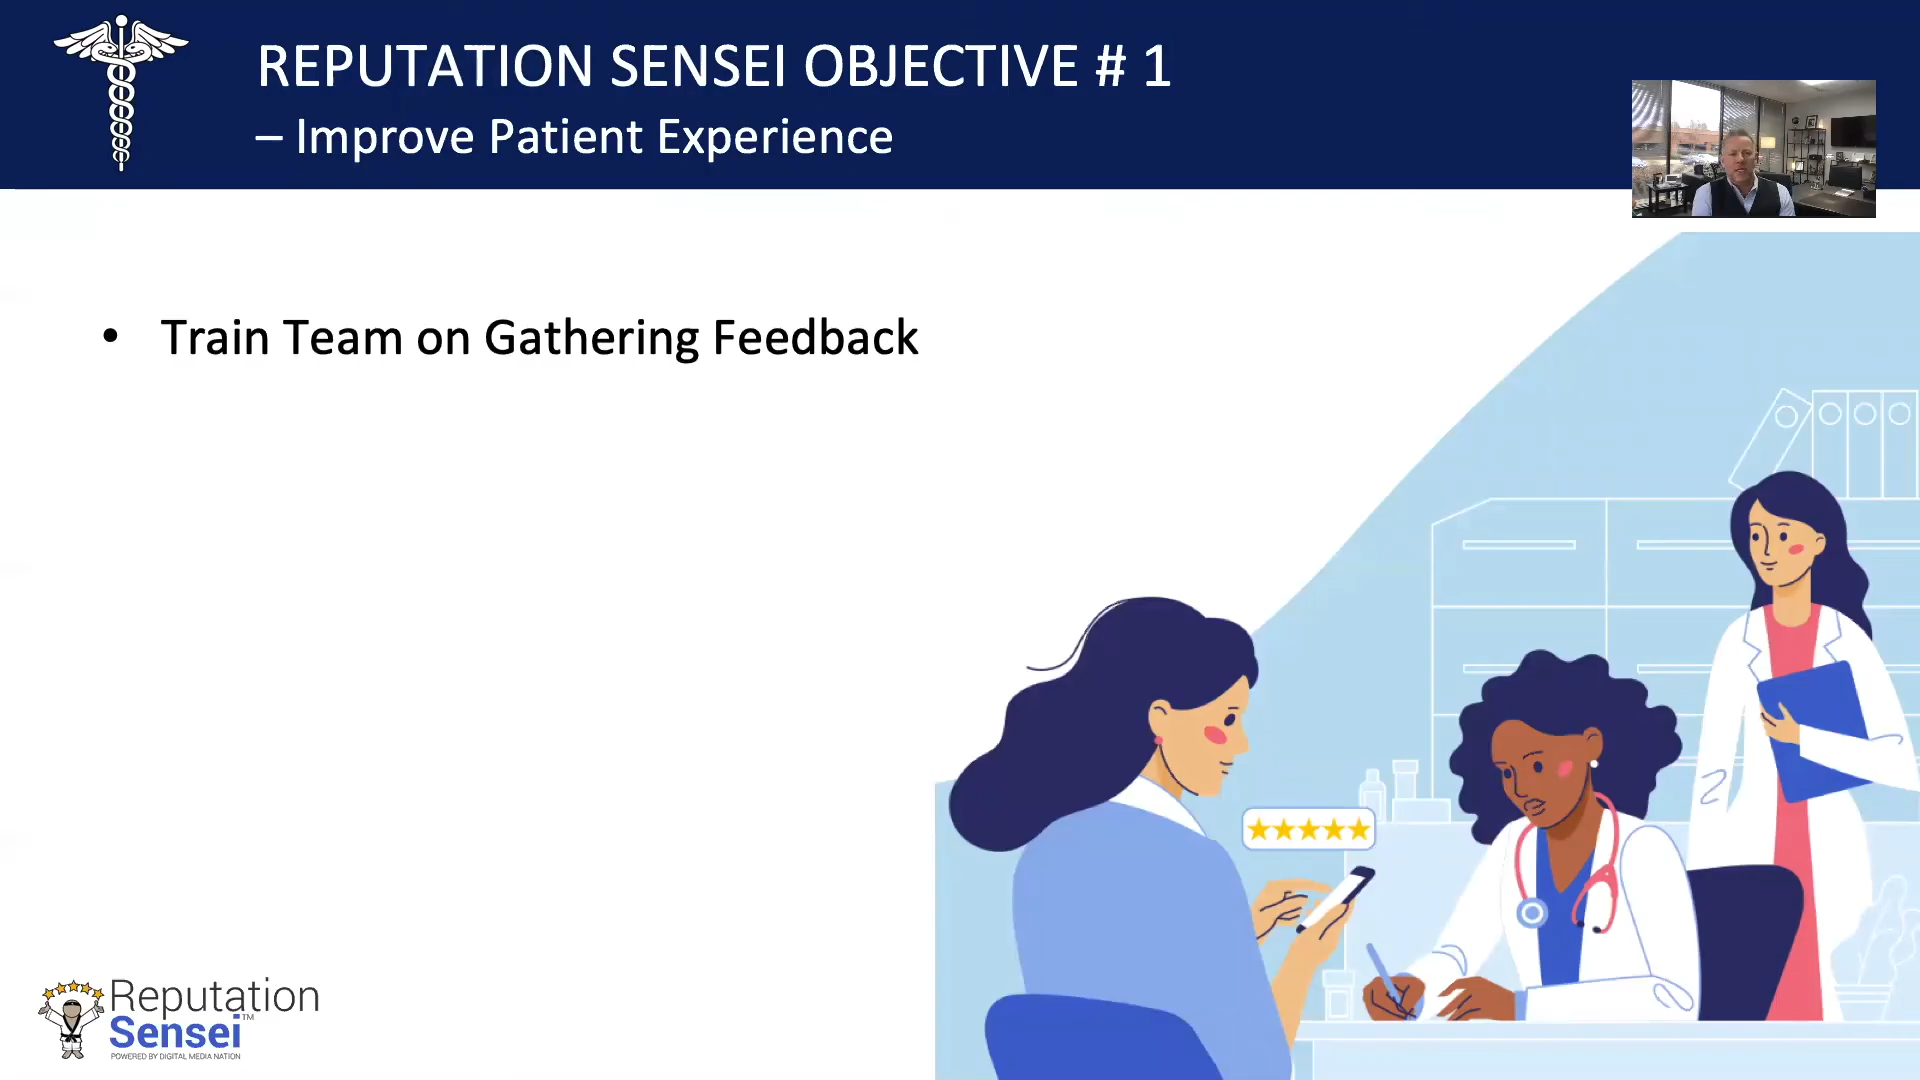 REPUTATION SENSEI OBJECTIVE # 1
– Improve Patient Experience
• Train Team on Gathering Feedback
Reputation
Sensei™
POWERED BY DIGITAL MEDIA NATION